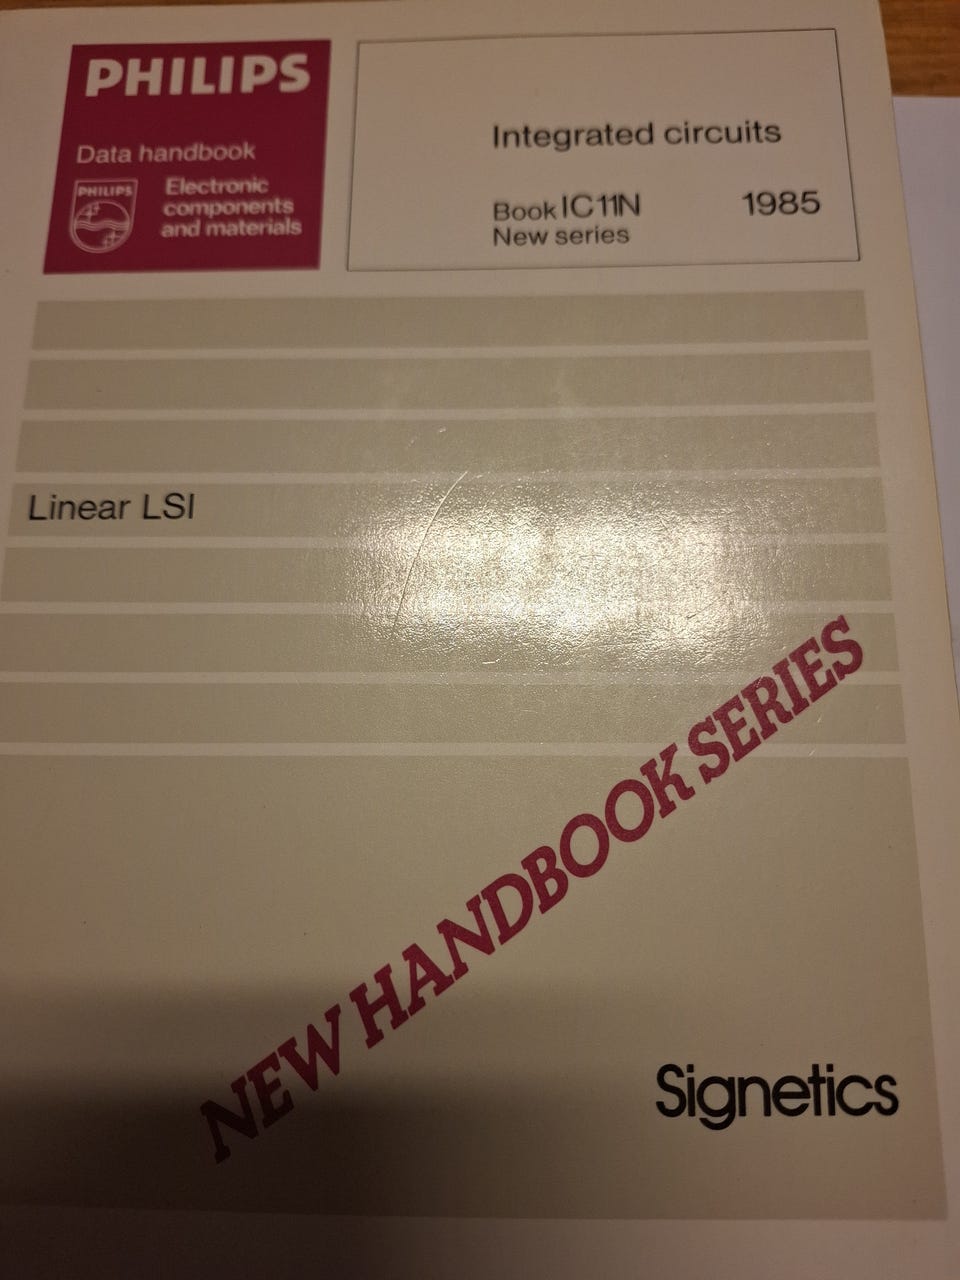 PHILIPS
Data handbook
PHILIPS
Electronic
components
and materials
Integrated circuits
Book IC11N 1985
New series
Linear LSI
NEW HANDBOOK SERIES
Signetics